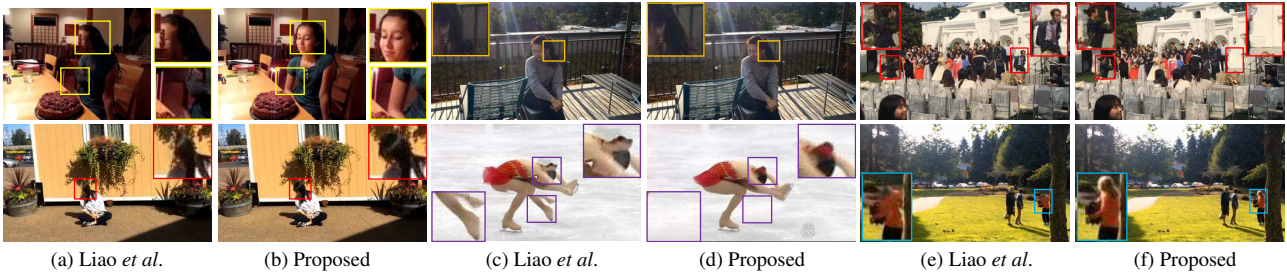 (a) Liao et al.
(b) Proposed
(c) Liao et al.
(d) Proposed
(e) Liao et al.
(f) Proposed